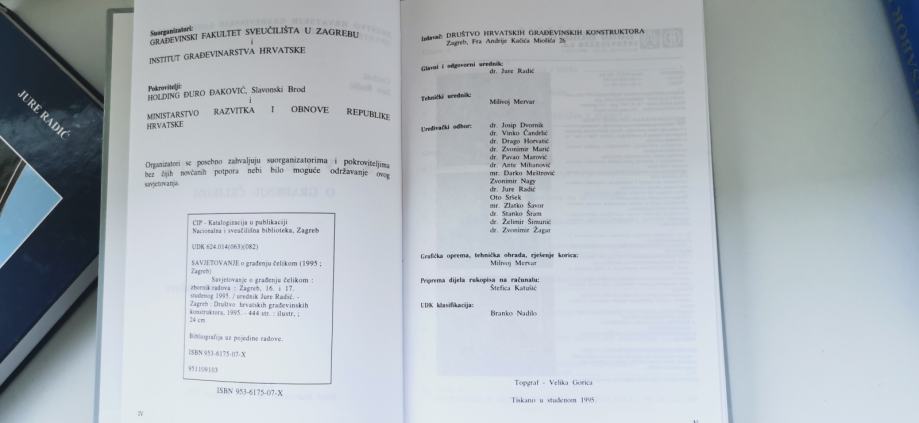 JURE RADIĆ
Suorganizatori:
GRAĐEVINSKI FAKULTET SVEUČILIŠTA U ZAGREBU
i
INSTITUT GRAĐEVINARSTVA HRVATSKE
Pokrovitelji:
HOLDING ĐURO ĐAKOVIĆ, Slavonski Brod
i
MINISTARSTVO RAZVITKA I OBNOVE REPUBLIKE
HRVATSKE
Organizatori se posebno zahvaljuju suorganizatorima i pokroviteljima
bez čijih novčanih potpora nebi bilo moguće održavanje ovog
savjetovanja.
CIP - Katalogizacija u publikaciji
Nacionalna i sveučilišna biblioteka, Zagreb
UDK 624.014(063)(082)
SAVJETOVANJE o građenju čelikom (1995 ;
Zagreb)
Savjetovanje o građenju čelikom :
zbornik radova : Zagreb, 16. i 17.
studenog 1995. / urednik Jure Radić. -
Zagreb : Društvo hrvatskih građevinskih
konstruktora, 1995. - 444 str. : ilustr. ;
24 cm
Bibliografija uz pojedine radove.
ISBN 953-6175-07-X
951109103
ISBN 953-6175-07-X
IV
Izdavač: DRUŠTVO HRVATSKIH GRAĐEVINSKIH KONSTRUKTORA
Zagreb, Fra Andrije Kačića Miošića 26
Glavni i odgovorni urednik:
dr. Jure Radić
Tehnički urednik:
Milivoj Mervar
Uređivački odbor:
dr. Josip Dvornik
dr. Vinko Čandrlić
dr. Drago Horvatić
dr. Zvonimir Marić
dr. Pavao Marović
dr. Ante Mihanović
mr. Darko Meštrović
Zvonimir Nagy
dr. Jure Radić
Oto Sršek
mr. Zlatko Šavor
dr. Stanko Šram
dr. Želimir Šimunić
dr. Zvonimir Žagar
Grafička oprema, tehnička obrada, rješenje korica:
Milivoj Mervar
Priprema dijela rukopisa na računalu:
Štefica Katušić
UDK klasifikacija:
Branko Nadilo
Topgraf - Velika Gorica
Tiskano u studenom 1995.